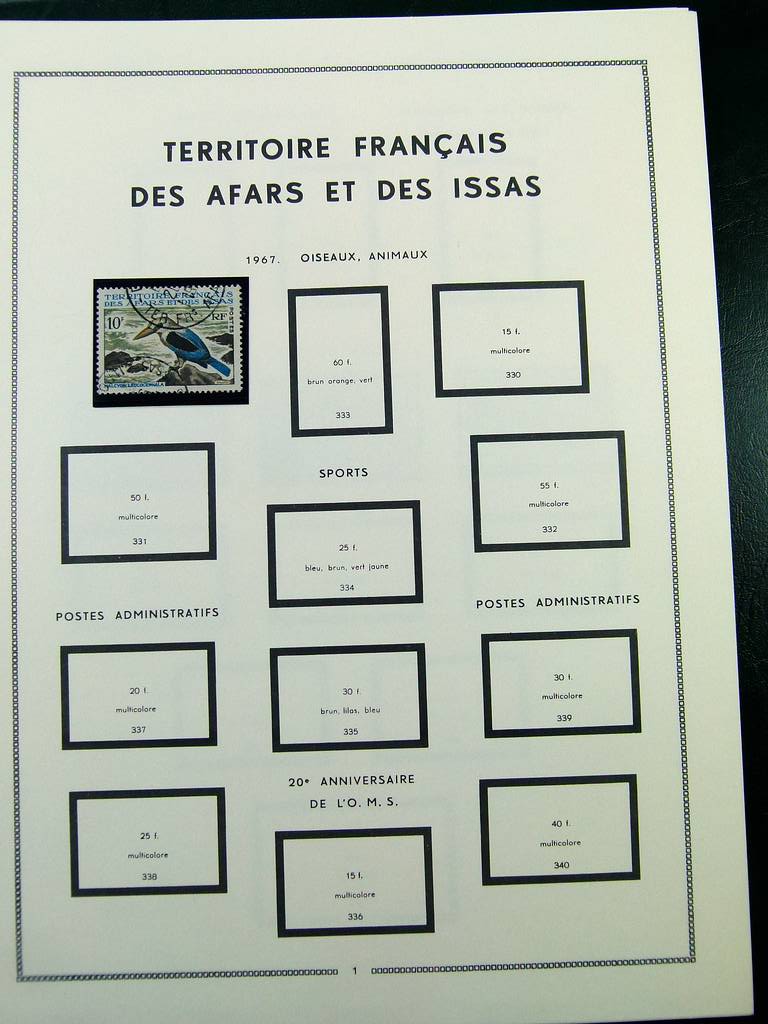 TERRITOIRE FRANÇAIS
DES AFARS ET DES ISSAS
1967. OISEAUX, ANIMAUX
TERRITOIRE FRANÇAIS
DES AFARS ET DES ISSAS
10F
RF
POSTES
60 f.
brun orange, vert
333
15 f.
multicolore
330
50 f.
multicolore
331
SPORTS
25 f.
bleu, brun, vert jaune
334
55 f.
multicolore
332
POSTES ADMINISTRATIFS
20 f.
multicolore
337
30 f.
brun, lilas, bleu
335
POSTES ADMINISTRATIFS
30 f.
multicolore
339
25 f.
multicolore
338
20e ANNIVERSAIRE
DE L'O. M. S.
15 f.
multicolore
336
40 f.
multicolore
340
1